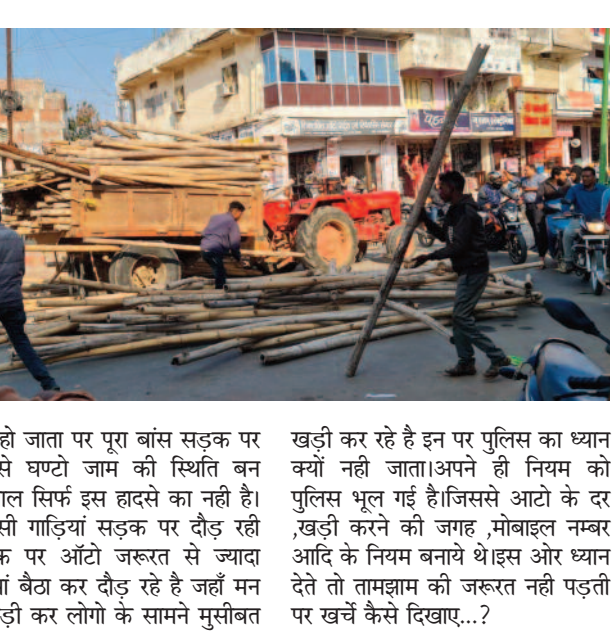 हो जाता पर पूरा बांस सड़क पर
से घण्टो जाम की स्थिति बन
सिर्फ इस हादसे का नही है।
गाड़ियां सड़क पर दौड़ रही
पर ऑटो जरूरत से ज्यादा
बैठा कर दौड़ रहे है जहाँ मन
कर लोगो के सामने मुसीबत
खड़ी कर रहे है इन पर पुलिस का ध्यान
क्यों नही जाता।अपने ही नियम को
पुलिस भूल गई है।जिससे आटो के दर
,खड़ी करने की जगह ,मोबाइल नम्बर
आदि के नियम बनाये थे।इस ओर ध्यान
देते तो तामझाम की जरूरत नही पड़ती
पर खर्चे कैसे दिखाए...?